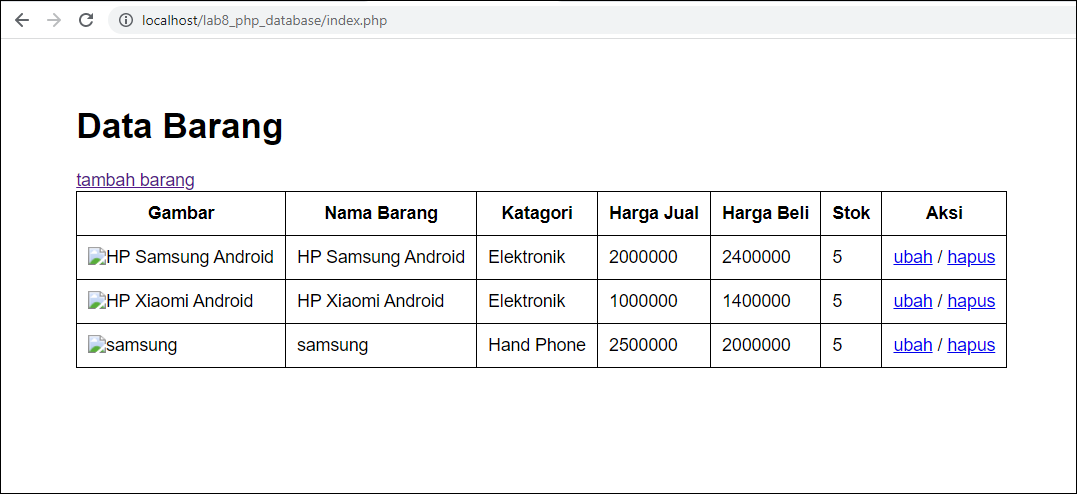 localhost/lab8_php_database/index.php
Data Barang
tambah barang
Gambar Nama Barang Katagori Harga Jual Harga Beli Stok Aksi
HP Samsung Android HP Samsung Android Elektronik 2000000 2400000 5 ubah / hapus
HP Xiaomi Android HP Xiaomi Android Elektronik 1000000 1400000 5 ubah / hapus
samsung samsung Hand Phone 2500000 2000000 5 ubah / hapus